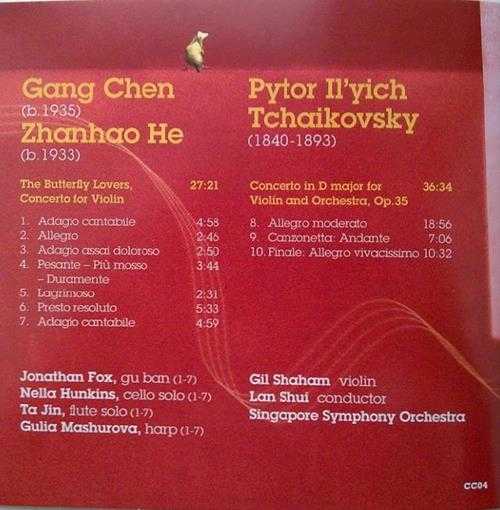 Gang Chen
(b.1935)
Zhanhao He
(b.1933)
The Butterfly Lovers, 27:21
Concerto for Violin
1. Adagio cantabile 4:58
2. Allegro 2:46
3. Adagio assai doloroso 2:50
4. Pesante – Più mosso 3:44
– Duramente
5. Lagrimoso 2:31
6. Presto resoluto 5:33
7. Adagio cantabile 4:59
Jonathan Fox, gu ban (1-7)
Nella Hunkins, cello solo (1-7)
Ta Jin, flute solo (1-7)
Gulia Mashurova, harp (1-7)
Pytor Il'yich
Tchaikovsky
(1840-1893)
Concerto in D major for 36:34
Violin and Orchestra, Op.35
8. Allegro moderato 18:56
9. Canzonetta: Andante 7:06
10. Finale: Allegro vivacissimo 10:32
Gil Shaham violin
Lan Shui conductor
Singapore Symphony Orchestra
CC04